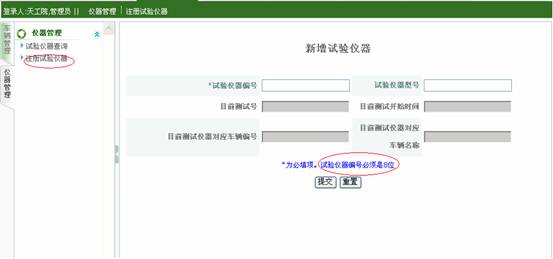 登录人:天工院,管理员 || 仪器管理 | 注册试验仪器
车辆管理
仪器管理
仪器管理
试验仪器查询
注册试验仪器
新增试验仪器
*试验仪器编号 试验仪器型号
目前测试号 目前测试开始时间
目前测试仪器对应车辆编号 目前测试仪器对应
车辆名称
*为必填项。试验仪器编号必须是8位
提交 重置